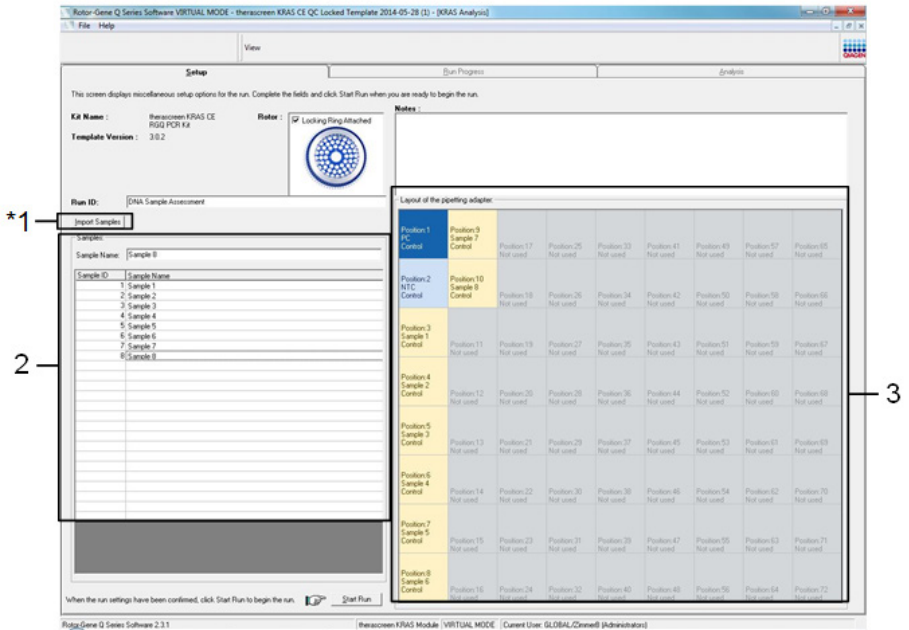 Rotor-Gene Q Series Software VIRTUAL MODE - therascreen KRAS CE QC Locked Template 2014-05-28 (1) - [KRAS Analysis]
File Help
View
QIAGEN
Setup
Run Progress
Analysis
This screen displays miscellaneous setup options for the run. Complete the fields and click Start Run when you are ready to begin the run.
Kit Name :
therascreen KRAS CE
RGQ PCR Kit
Template Version :
3.0.2
Rotor :
Locking Ring Attached
Notes :
Run ID:
DNA Sample Assessment
*1
Import Samples
Samples
Sample Name:
Sample 8
Sample ID
Sample Name
1 Sample 1
2 Sample 2
3 Sample 3
4 Sample 4
5 Sample 5
6 Sample 6
7 Sample 7
8 Sample 8
2
Layout of the pipetting adapter:
Position:1
PC
Control
Position:9
Sample 7
Control
Position:17
Not used
Position:25
Not used
Position:33
Not used
Position:41
Not used
Position:49
Not used
Position:57
Not used
Position:65
Not used
Position:2
NTC
Control
Position:10
Sample 8
Control
Position:18
Not used
Position:26
Not used
Position:34
Not used
Position:42
Not used
Position:50
Not used
Position:58
Not used
Position:66
Not used
Position:3
Sample 1
Control
Position:11
Not used
Position:19
Not used
Position:27
Not used
Position:35
Not used
Position:43
Not used
Position:51
Not used
Position:59
Not used
Position:67
Not used
Position:4
Sample 2
Control
Position:12
Not used
Position:20
Not used
Position:28
Not used
Position:36
Not used
Position:44
Not used
Position:52
Not used
Position:60
Not used
Position:68
Not used
3
Position:5
Sample 3
Control
Position:13
Not used
Position:21
Not used
Position:29
Not used
Position:37
Not used
Position:45
Not used
Position:53
Not used
Position:61
Not used
Position:69
Not used
Position:6
Sample 4
Control
Position:14
Not used
Position:22
Not used
Position:30
Not used
Position:38
Not used
Position:46
Not used
Position:54
Not used
Position:62
Not used
Position:70
Not used
Position:7
Sample 5
Control
Position:15
Not used
Position:23
Not used
Position:31
Not used
Position:39
Not used
Position:47
Not used
Position:55
Not used
Position:63
Not used
Position:71
Not used
Position:8
Sample 6
Control
Position:16
Not used
Position:24
Not used
Position:32
Not used
Position:40
Not used
Position:48
Not used
Position:56
Not used
Position:64
Not used
Position:72
Not used
When the run settings have been confirmed, click Start Run to begin the run.
Start Run
Rotor-Gene Q Series Software 2.3.1
therascreen KRAS Module
VIRTUAL MODE
Current User: GLOBAL/ZimmerB (Administrators)